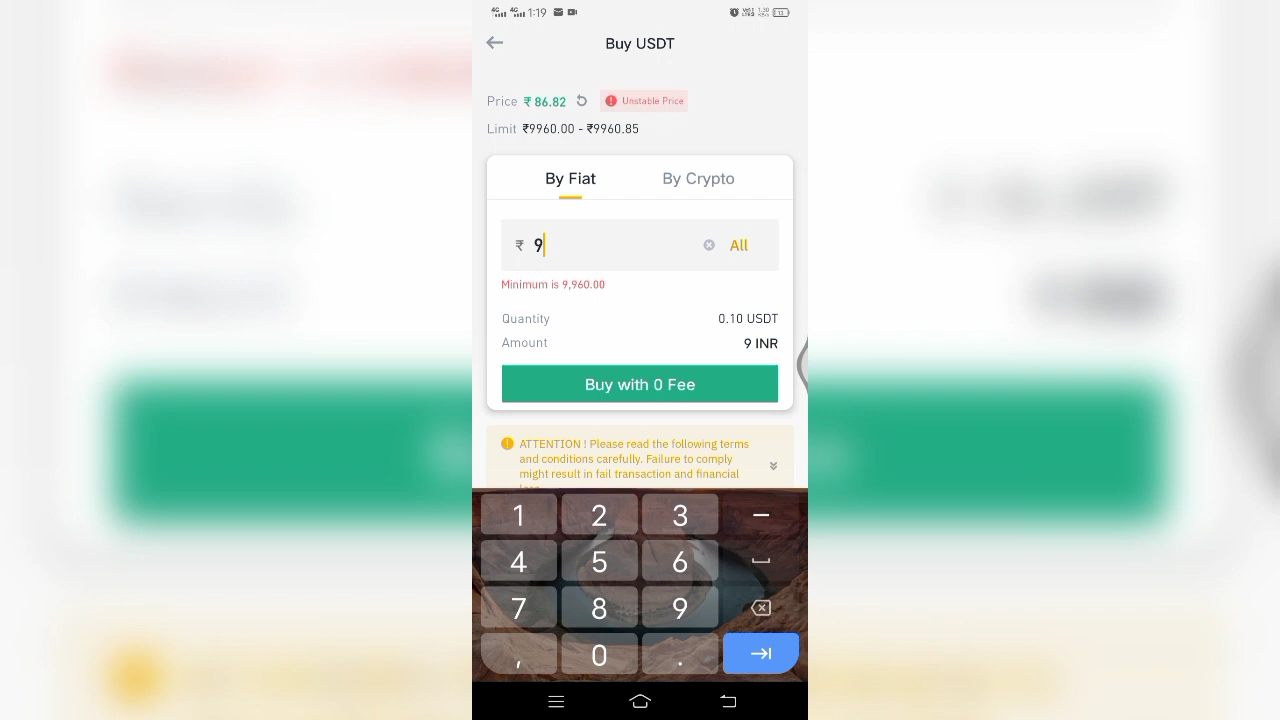 4G 4G 1:19
Buy USDT
Price ₹ 86.82 Unstable Price
Limit ₹9960.00 - ₹9960.85
By Fiat By Crypto
₹ 9 All
Minimum is 9,960.00
Quantity 0.10 USDT
Amount 9 INR
Buy with 0 Fee
ATTENTION ! Please read the following terms
and conditions carefully. Failure to comply
might result in fail transaction and financial
1 2 3 –
4 5 6
7 8 9
, 0 .